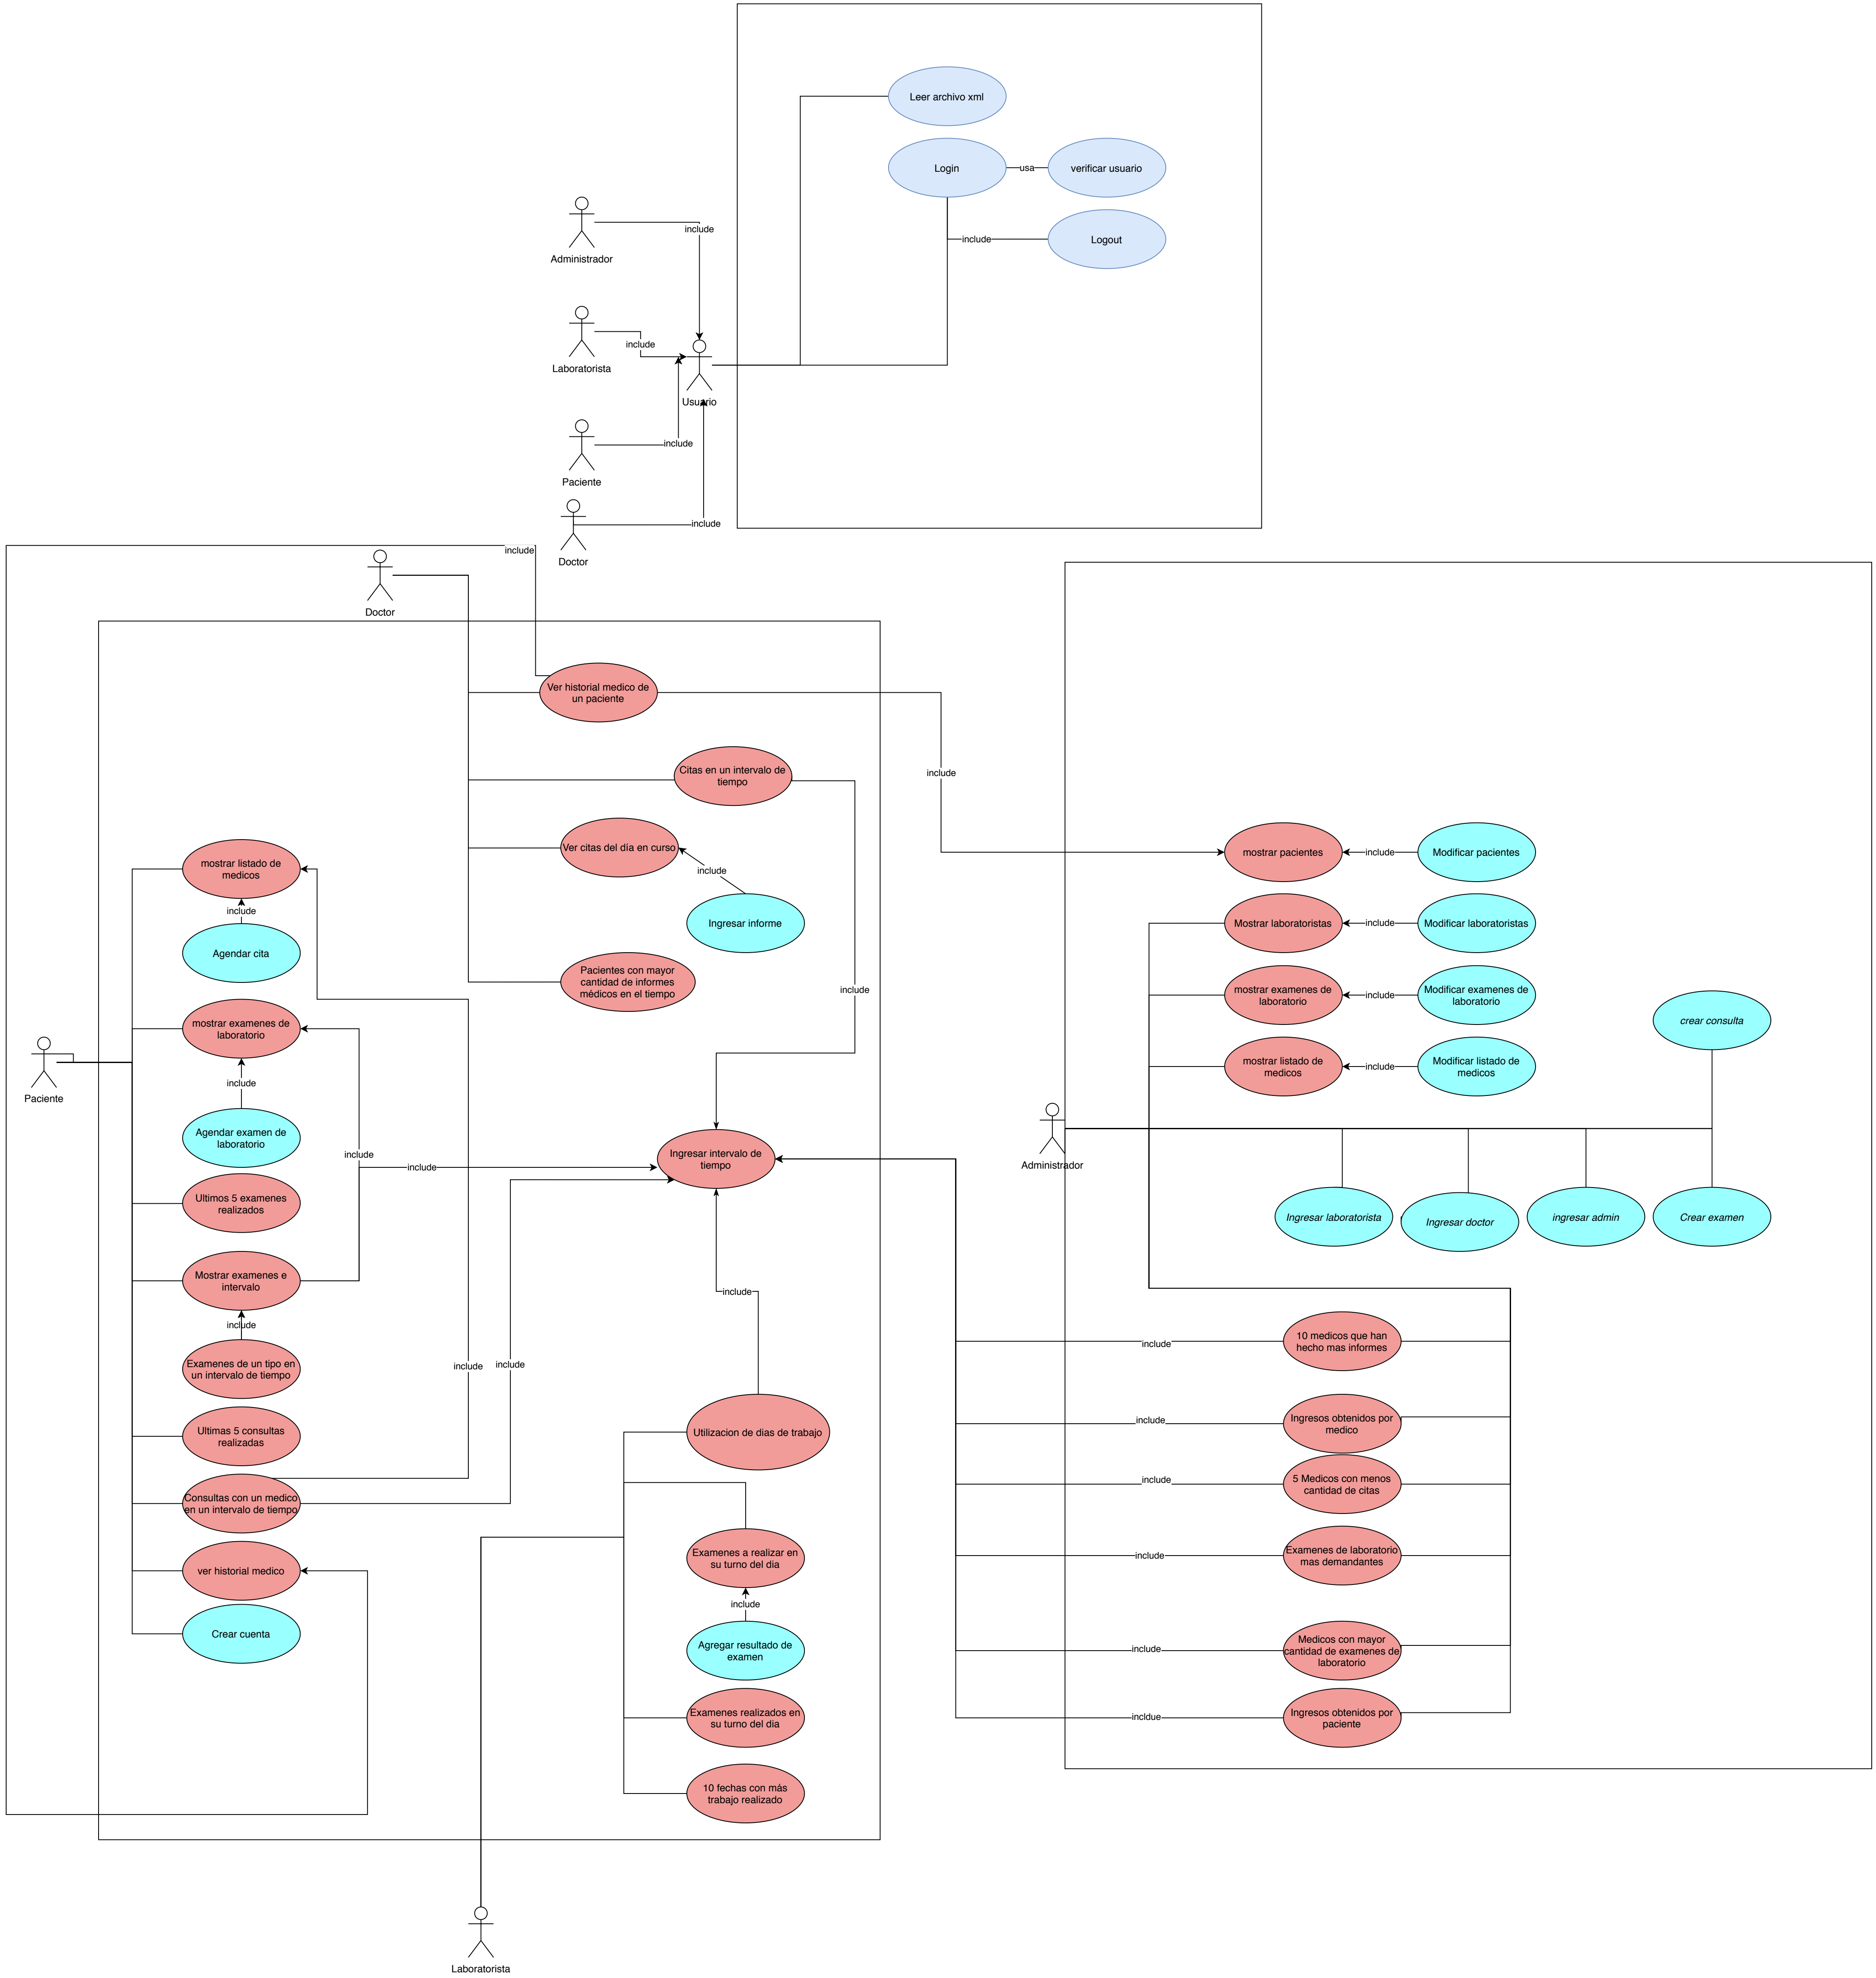 Leer archivo xml
Login
usa
verificar usuario
include
Logout
Administrador
include
Laboratorista
include
Usuario
Paciente
include
Doctor
include
include
Doctor
Ver historial medico de
un paciente
include
Citas en un intervalo de
tiempo
Ver citas del día en curso
include
Ingresar informe
Pacientes con mayor
cantidad de informes
médicos en el tiempo
include
mostrar listado de
medicos
include
Agendar cita
mostrar examenes de
laboratorio
include
Agendar examen de
laboratorio
Paciente
include
include
Ultimos 5 examenes
realizados
Mostrar examenes e
intervalo
include
Examenes de un tipo en
un intervalo de tiempo
include
include
Ultimas 5 consultas
realizadas
Consultas con un medico
en un intervalo de tiempo
ver historial medico
Crear cuenta
Ingresar intervalo de
tiempo
include
Utilizacion de dias de trabajo
Examenes a realizar en
su turno del dia
include
Agregar resultado de
examen
Examenes realizados en
su turno del dia
10 fechas con más
trabajo realizado
Laboratorista
mostrar pacientes
include
Modificar pacientes
Mostrar laboratoristas
include
Modificar laboratoristas
mostrar examenes de
laboratorio
include
Modificar examenes de
laboratorio
mostrar listado de
medicos
include
Modificar listado de
medicos
crear consulta
Administrador
Ingresar laboratorista
Ingresar doctor
ingresar admin
Crear examen
include
10 medicos que han
hecho mas informes
include
Ingresos obtenidos por
medico
include
5 Medicos con menos
cantidad de citas
include
Examenes de laboratorio
mas demandantes
include
Medicos con mayor
cantidad de examenes de
laboratorio
incldue
Ingresos obtenidos por
paciente